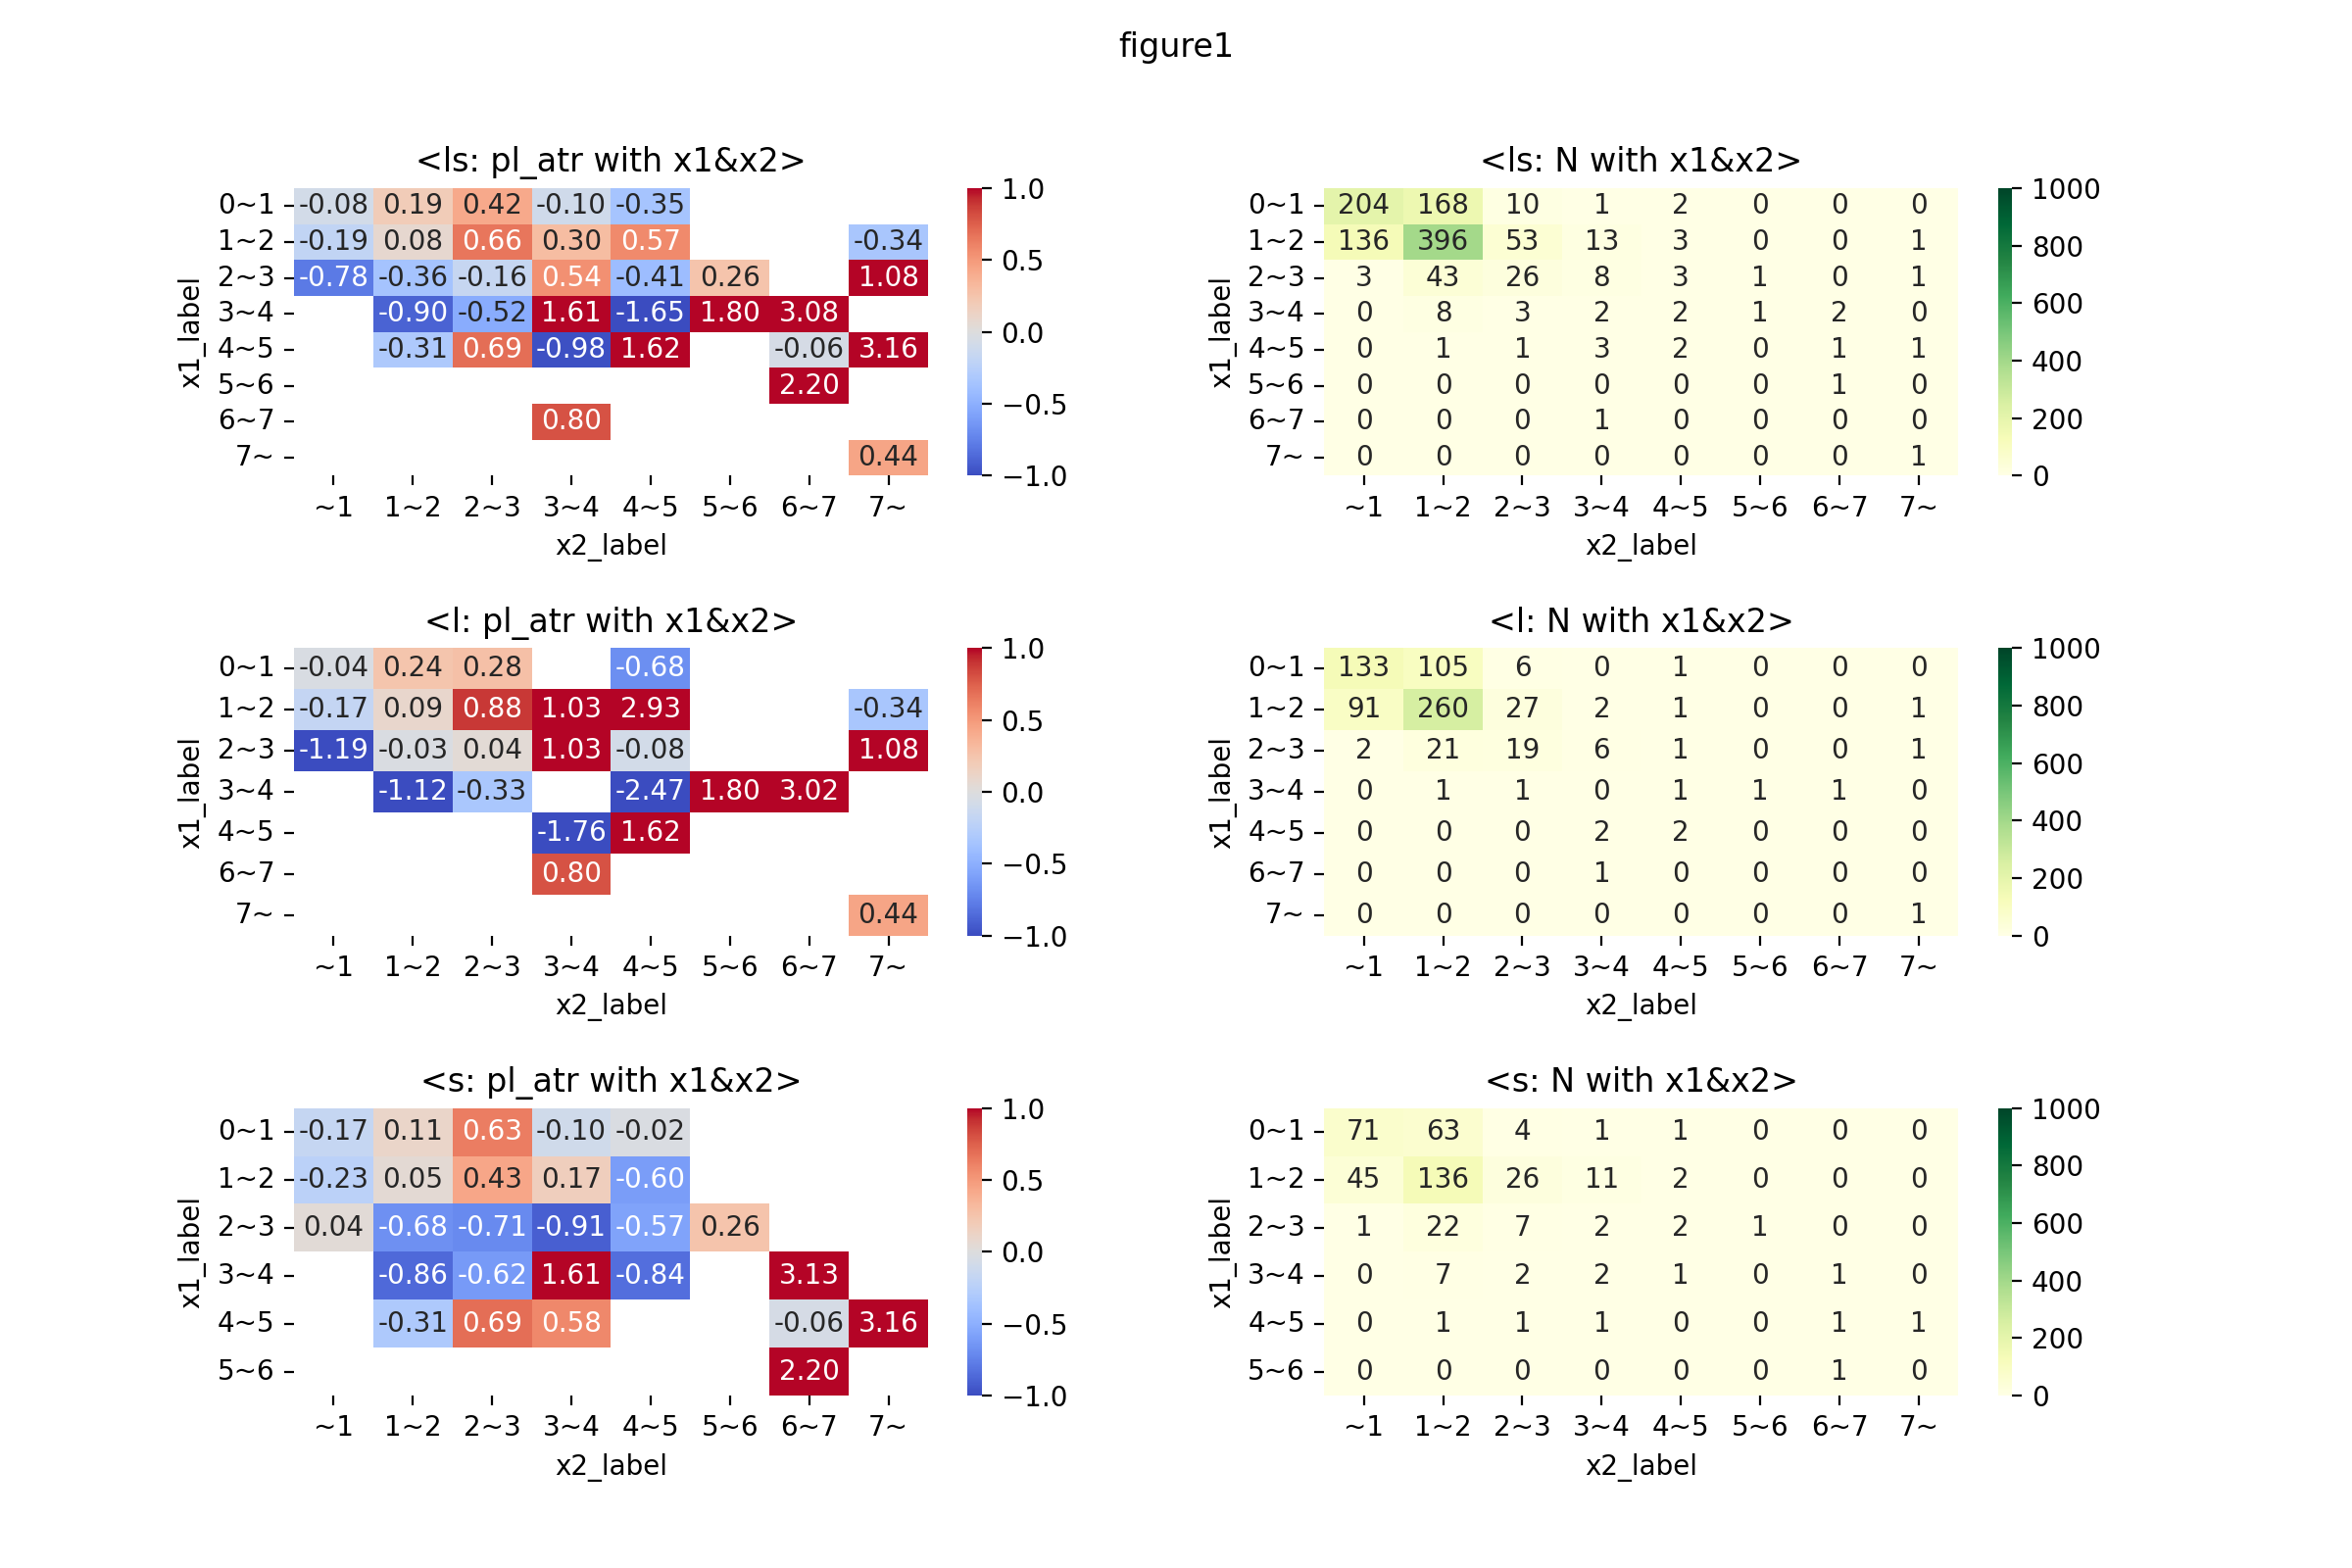 figure1
<ls: pl_atr with x1&x2>
x1_label
0~1 -0.08 0.19 0.42 -0.10 -0.35
1~2 -0.19 0.08 0.66 0.30 0.57 -0.34
2~3 -0.78 -0.36 -0.16 0.54 -0.41 0.26 1.08
3~4 -0.90 -0.52 1.61 -1.65 1.80 3.08
4~5 -0.31 0.69 -0.98 1.62 -0.06 3.16
5~6 2.20
6~7 0.80
7~ 0.44
~1 1~2 2~3 3~4 4~5 5~6 6~7 7~
x2_label
1.0
0.5
0.0
−0.5
−1.0
<ls: N with x1&x2>
x1_label
0~1 204 168 10 1 2 0 0 0
1~2 136 396 53 13 3 0 0 1
2~3 3 43 26 8 3 1 0 1
3~4 0 8 3 2 2 1 2 0
4~5 0 1 1 3 2 0 1 1
5~6 0 0 0 0 0 0 1 0
6~7 0 0 0 1 0 0 0 0
7~ 0 0 0 0 0 0 0 1
~1 1~2 2~3 3~4 4~5 5~6 6~7 7~
x2_label
1000
800
600
400
200
0
<l: pl_atr with x1&x2>
x1_label
0~1 -0.04 0.24 0.28 -0.68
1~2 -0.17 0.09 0.88 1.03 2.93 -0.34
2~3 -1.19 -0.03 0.04 1.03 -0.08 1.08
3~4 -1.12 -0.33 -2.47 1.80 3.02
4~5 -1.76 1.62
6~7 0.80
7~ 0.44
~1 1~2 2~3 3~4 4~5 5~6 6~7 7~
x2_label
1.0
0.5
0.0
−0.5
−1.0
<l: N with x1&x2>
x1_label
0~1 133 105 6 0 1 0 0 0
1~2 91 260 27 2 1 0 0 1
2~3 2 21 19 6 1 0 0 1
3~4 0 1 1 0 1 1 1 0
4~5 0 0 0 2 2 0 0 0
6~7 0 0 0 1 0 0 0 0
7~ 0 0 0 0 0 0 0 1
~1 1~2 2~3 3~4 4~5 5~6 6~7 7~
x2_label
1000
800
600
400
200
0
<s: pl_atr with x1&x2>
x1_label
0~1 -0.17 0.11 0.63 -0.10 -0.02
1~2 -0.23 0.05 0.43 0.17 -0.60
2~3 0.04 -0.68 -0.71 -0.91 -0.57 0.26
3~4 -0.86 -0.62 1.61 -0.84 3.13
4~5 -0.31 0.69 0.58 -0.06 3.16
5~6 2.20
~1 1~2 2~3 3~4 4~5 5~6 6~7 7~
x2_label
1.0
0.5
0.0
−0.5
−1.0
<s: N with x1&x2>
x1_label
0~1 71 63 4 1 1 0 0 0
1~2 45 136 26 11 2 0 0 0
2~3 1 22 7 2 2 1 0 0
3~4 0 7 2 2 1 0 1 0
4~5 0 1 1 1 0 0 1 1
5~6 0 0 0 0 0 0 1 0
~1 1~2 2~3 3~4 4~5 5~6 6~7 7~
x2_label
1000
800
600
400
200
0